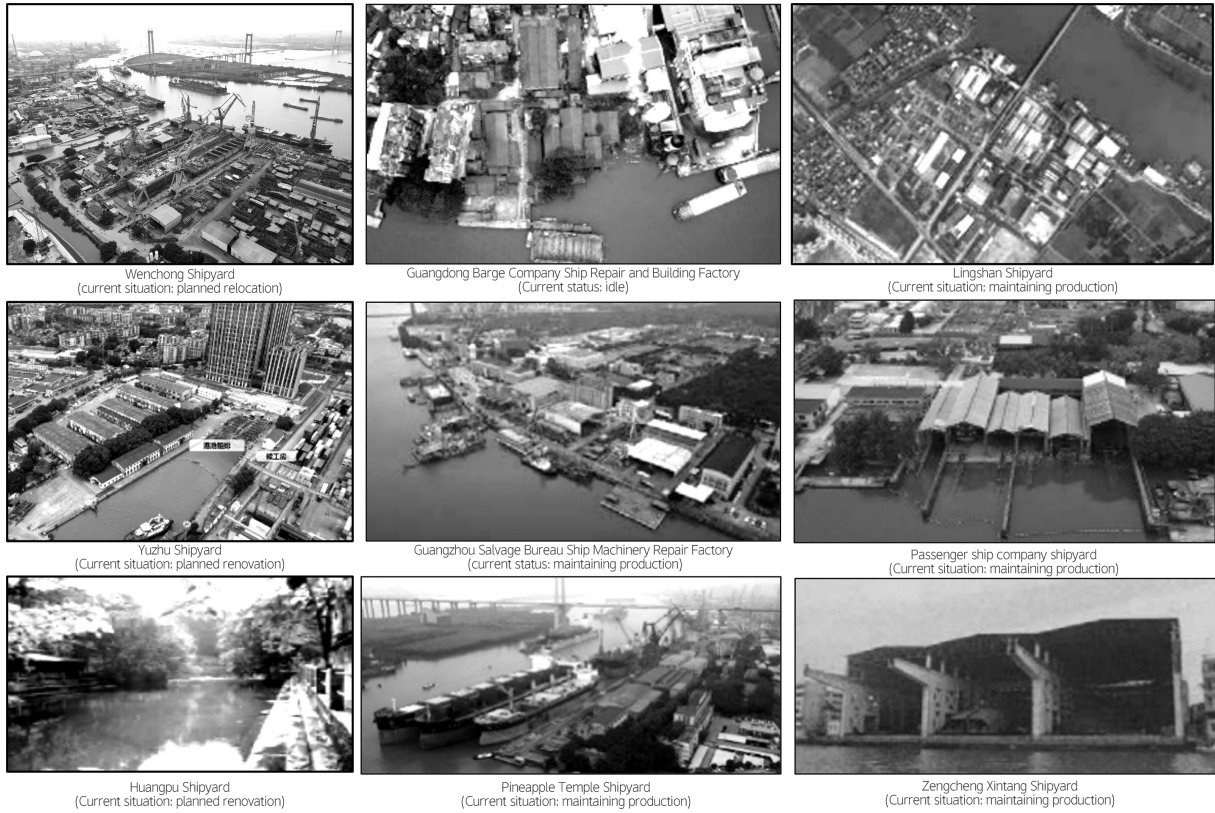 Wenchong Shipyard
(current situation: planned relocation)
Guangdong Barge Company Ship Repair and Building Factory
(Current status: idle)
Lingshan Shipyard
(Current situation: maintaining production)
Yuzhu Shipyard
(Current situation: planned renovation)
Guangzhou Salvage Bureau Ship Machinery Repair Factory
(current status: maintaining production)
Passenger ship company shipyard
(Current situation: maintaining production)
Huangpu Shipyard
(Current situation: planned renovation)
Pineapple Temple Shipyard
(Current situation: maintaining production)
Zengcheng Xintang Shipyard
(Current situation: maintaining production)